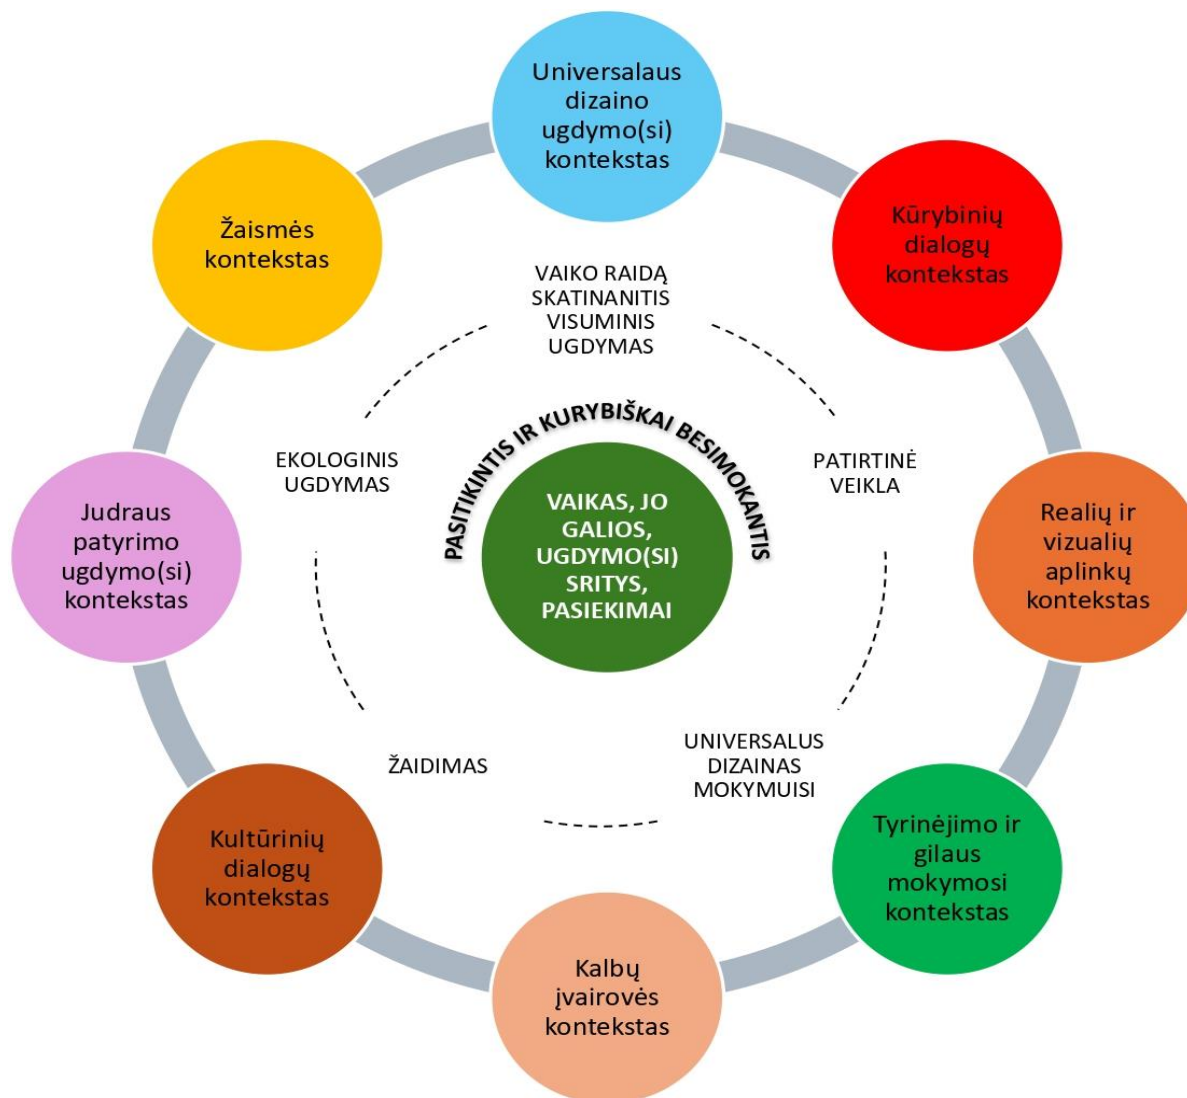 Universalaus
dizaino
ugdymo(si)
kontekstas
Kūrybinių
dialogų
kontekstas
Realių ir
vizualių
aplinkų
kontekstas
Tyrinėjimo ir
gilaus
mokymosi
kontekstas
Kalbų
įvairovės
kontekstas
Kultūrinių
dialogų
kontekstas
Judraus
patyrimo
ugdymo(si)
kontekstas
Žaismės
kontekstas
VAIKO RAIDĄ
SKATINANITIS
VISUMINIS
UGDYMAS
PATIRTINĖ
VEIKLA
UNIVERSALUS
DIZAINAS
MOKYMUISI
ŽAIDIMAS
EKOLOGINIS
UGDYMAS
PASITIKINTIS IR KURYBIŠKAI BESIMOKANTIS
VAIKAS, JO
GALIOS,
UGDYMO(SI)
SRITYS,
PASIEKIMAI